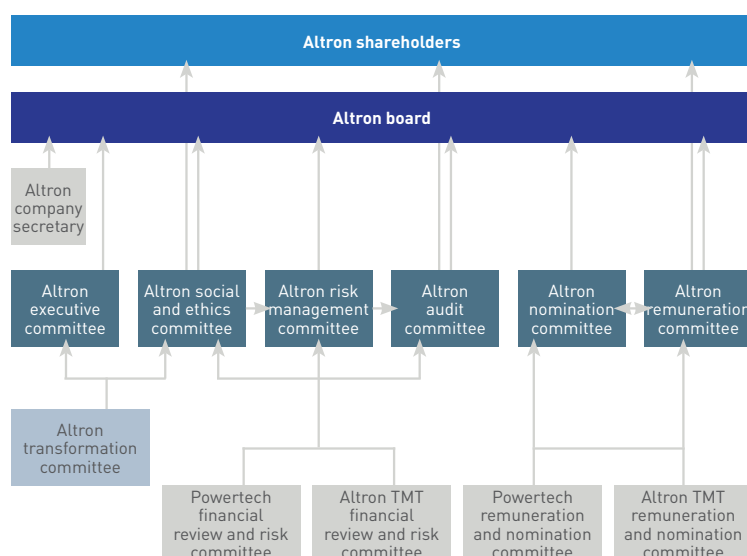 Altron shareholders
Altron board
Altron
company
secretary
Altron
executive
committee
Altron social
and ethics
committee
Altron risk
management
committee
Altron
audit
committee
Altron
nomination
committee
Altron
remuneration
committee
Altron
transformation
committee
Powertech
financial
review and risk
committee
Altron TMT
financial
review and risk
committee
Powertech
remuneration
and nomination
committee
Altron TMT
remuneration
and nomination
committee